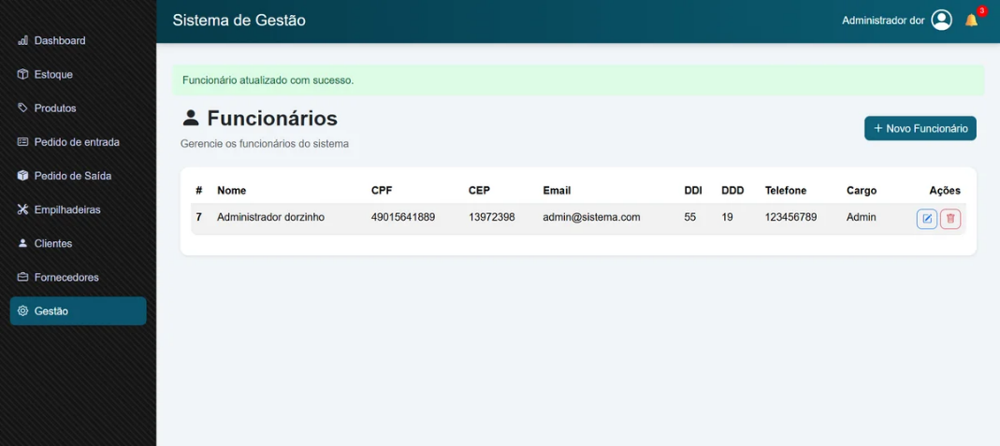 Sistema de Gestão
Administrador dor
3
Dashboard
Estoque
Produtos
Pedido de entrada
Pedido de Saída
Empilhadeiras
Clientes
Fornecedores
Gestão
Funcionário atualizado com sucesso.
Funcionários
Gerencie os funcionários do sistema
+ Novo Funcionário
# Nome CPF CEP Email DDI DDD Telefone Cargo Ações
7 Administrador dorzinho 49015641889 13972398 admin@sistema.com 55 19 123456789 Admin